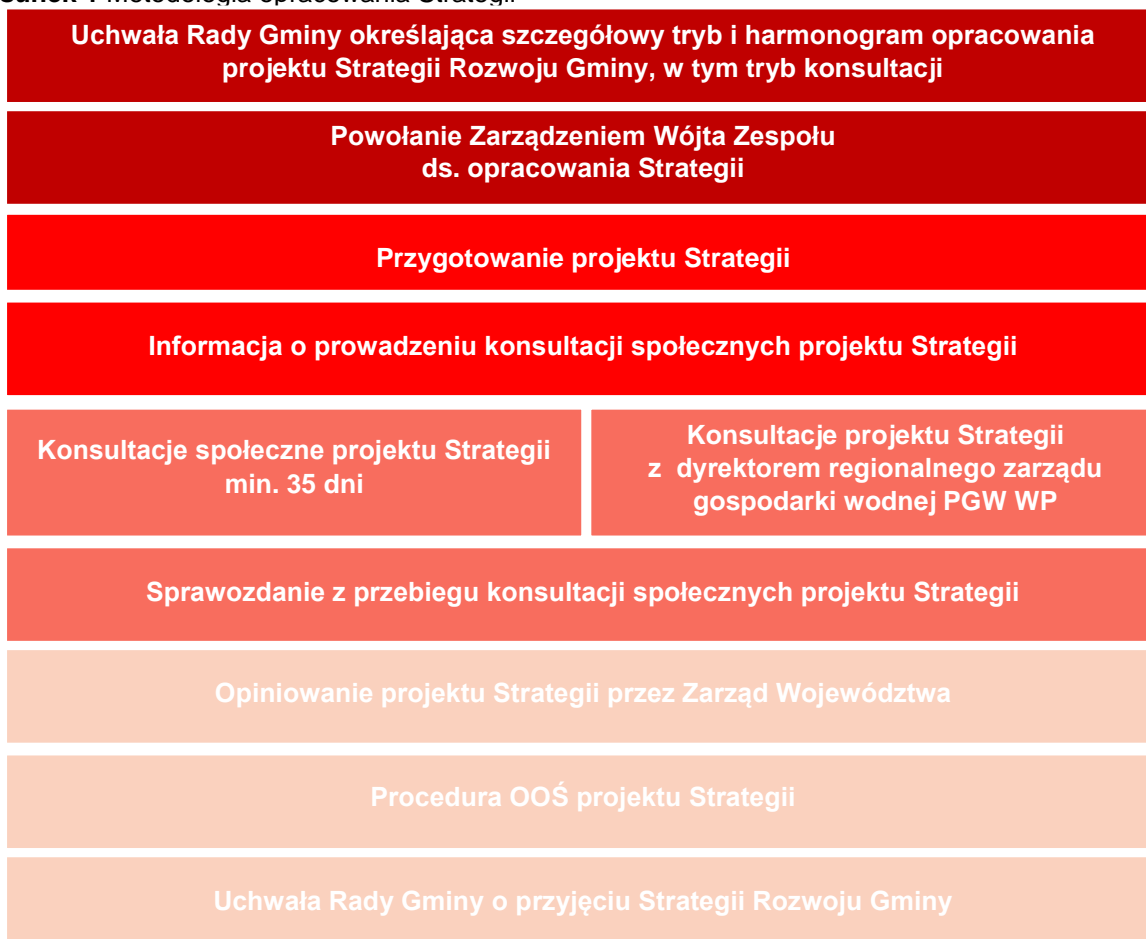 Metodologia opracowania Strategii
Uchwała Rady Gminy określająca szczegółowy tryb i harmonogram opracowania
projektu Strategii Rozwoju Gminy, w tym tryb konsultacji
Powołanie Zarządzeniem Wójta Zespołu
ds. opracowania Strategii
Przygotowanie projektu Strategii
Informacja o prowadzeniu konsultacji społecznych projektu Strategii
Konsultacje społeczne projektu Strategii
min. 35 dni
Konsultacje projektu Strategii
z dyrektorem regionalnego zarządu
gospodarki wodnej PGW WP
Sprawozdanie z przebiegu konsultacji społecznych projektu Strategii
Opiniowanie projektu Strategii przez Zarząd Województwa
Procedura OOŚ projektu Strategii
Uchwała Rady Gminy o przyjęciu Strategii Rozwoju Gminy